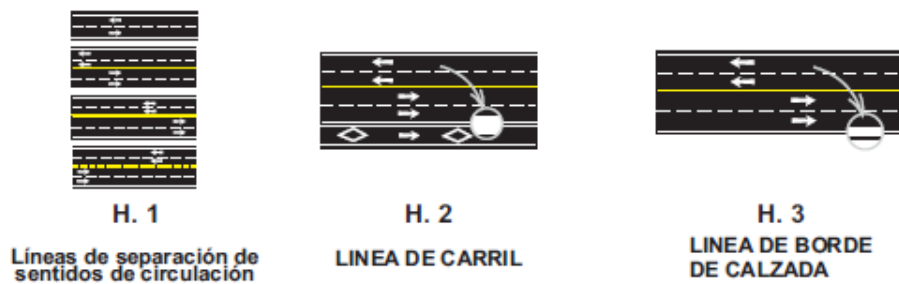 H. 1
Líneas de separación de
sentidos de circulación
H. 2
LINEA DE CARRIL
H. 3
LINEA DE BORDE
DE CALZADA